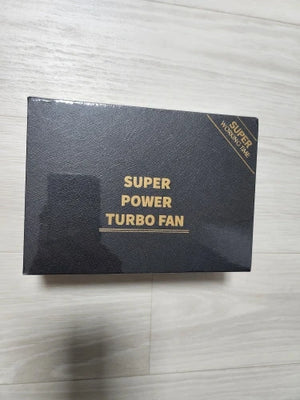 SUPER
WORKING TIME
SUPER
POWER
TURBO FAN